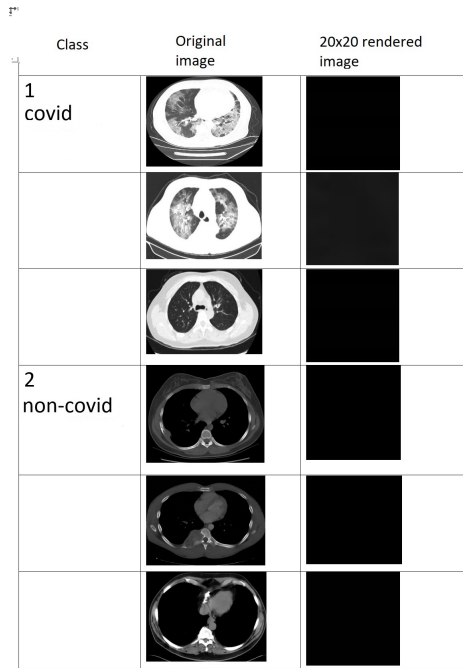 Class
Original
image
20x20 rendered
image
1
covid
2
non-covid